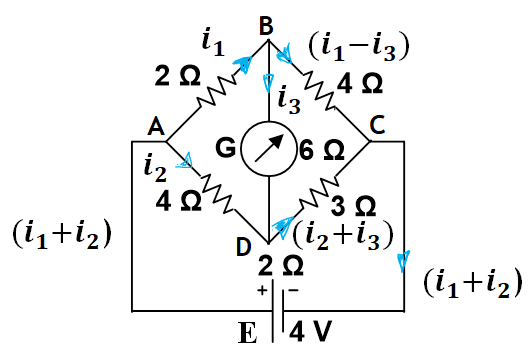 B
i₁ (i₁−i₃)
2 Ω 4 Ω
i₃
A C
G 6 Ω
i₂
4 Ω 3 Ω
(i₁+i₂) D (i₂+i₃)
2 Ω
(i₁+i₂)
+ −
E 4 V